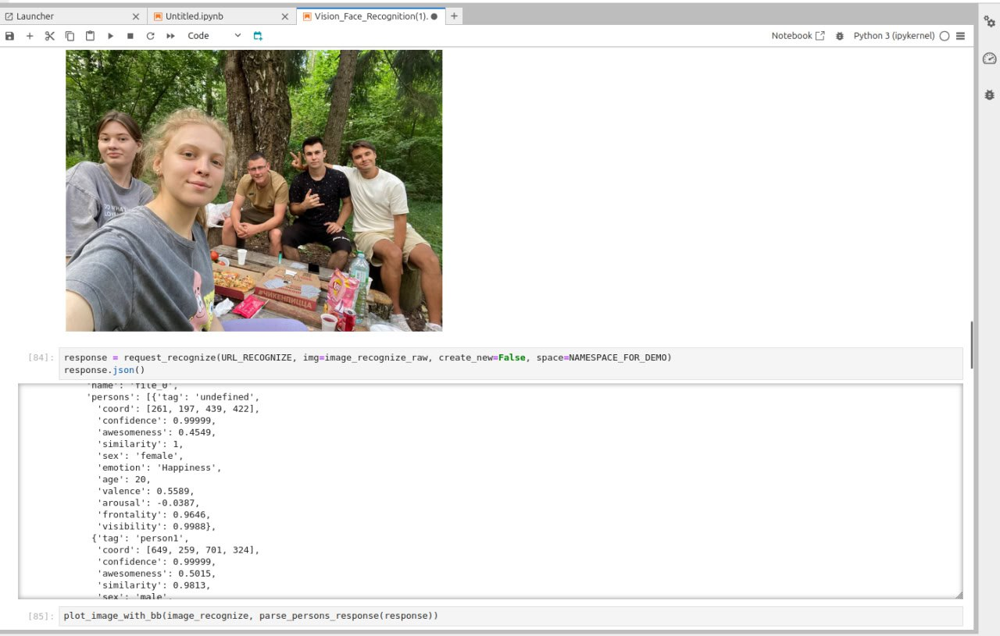 Launcher
Untitled.ipynb
Vision_Face_Recognition(1).
Code
Notebook
Python 3 (ipykernel)
#ЧИКЕНПИЦЦА
[84]:
response = request_recognize(URL_RECOGNIZE, img=image_recognize_raw, create_new=False, space=NAMESPACE_FOR_DEMO)
response.json()
'name': 'file_0',
'persons': [{'tag': 'undefined',
'coord': [261, 197, 439, 422],
'confidence': 0.99999,
'awesomeness': 0.4549,
'similarity': 1,
'sex': 'female',
'emotion': 'Happiness',
'age': 20,
'valence': 0.5589,
'arousal': -0.0387,
'frontality': 0.9646,
'visibility': 0.9988},
{'tag': 'person1',
'coord': [649, 259, 701, 324],
'confidence': 0.99999,
'awesomeness': 0.5015,
'similarity': 0.9813,
'sex': 'male',
[85]:
plot_image_with_bb(image_recognize, parse_persons_response(response))